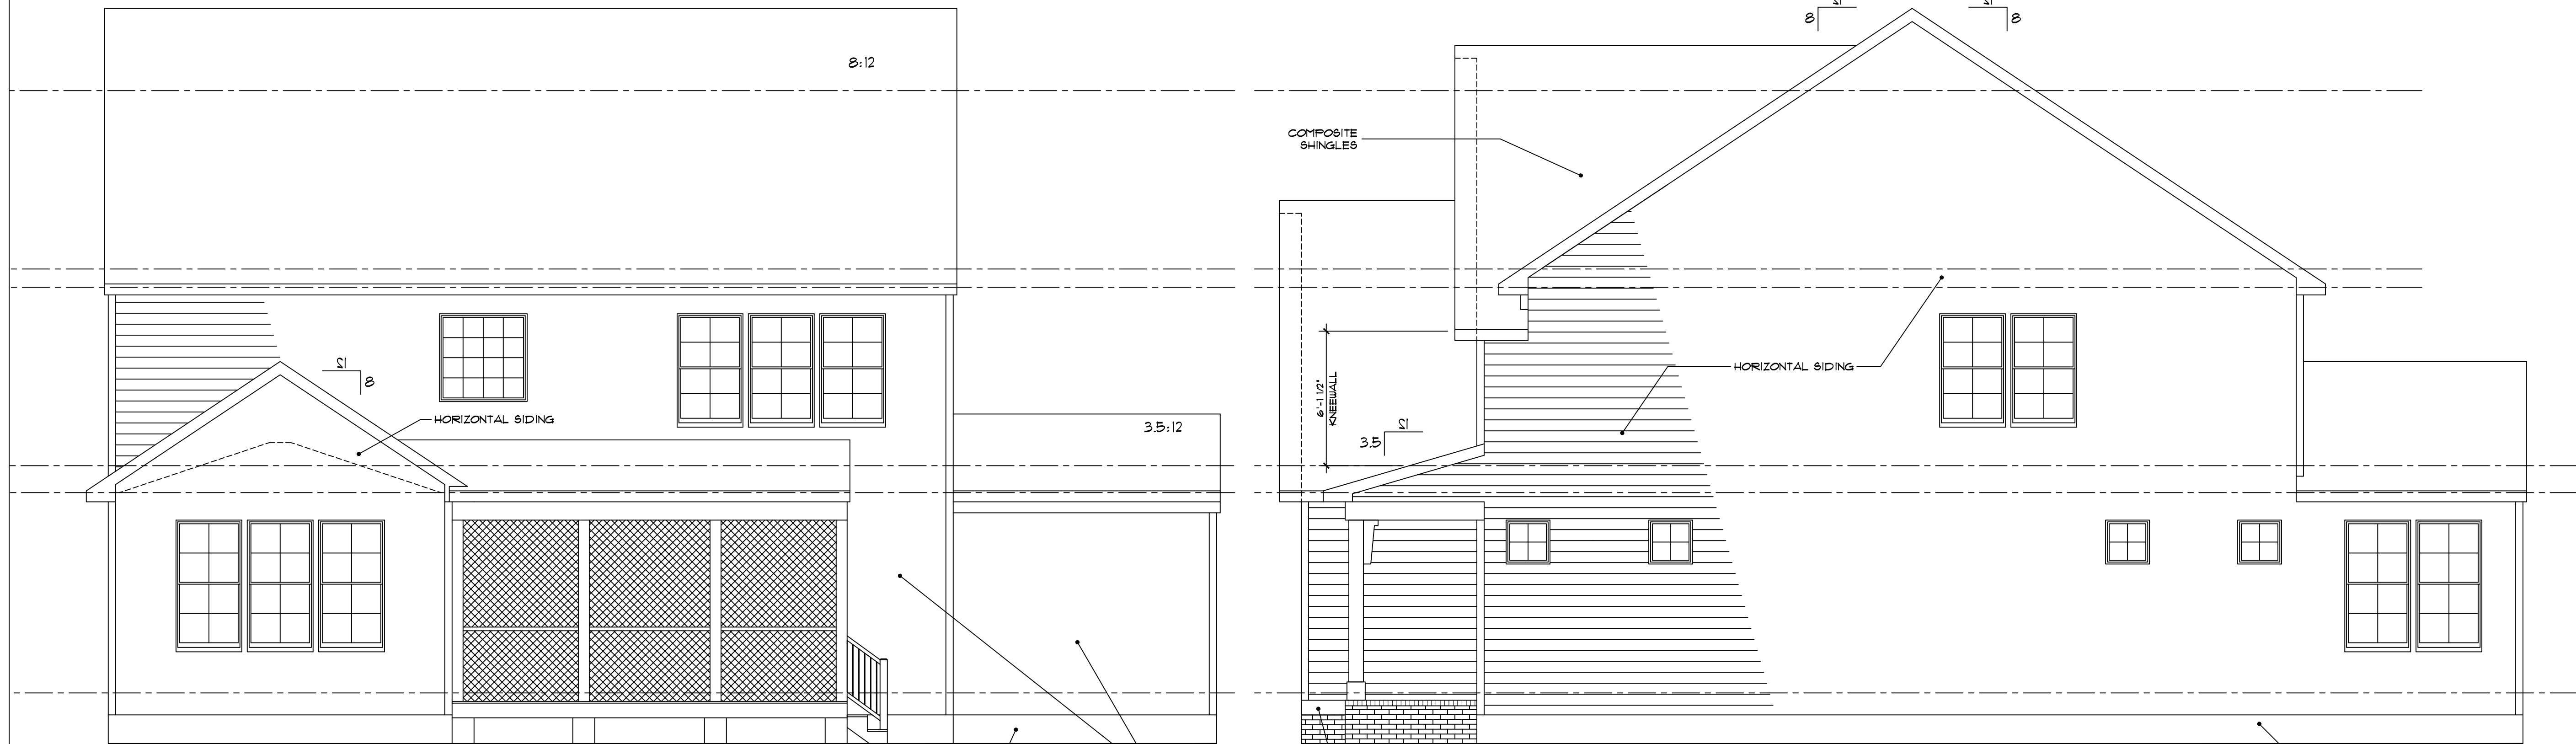 8:12
12
8
HORIZONTAL SIDING
3.5:12
12
8
12
8
COMPOSITE
SHINGLES
6'-1 1/2"
KNEEWALL
12
3.5
HORIZONTAL SIDING